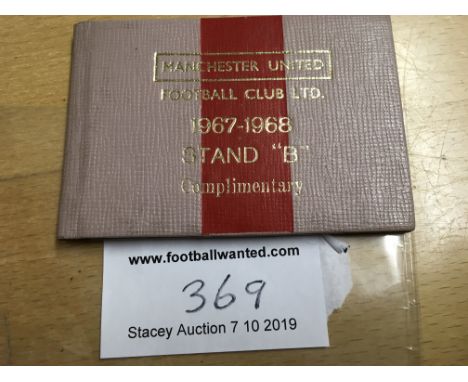 MANCHESTER UNITED
FOOTBALL CLUB LTD.
1967-1968
STAND "B"
Complimentary
www.footballwanted.com
369
Stacey Auction 7 10 2019